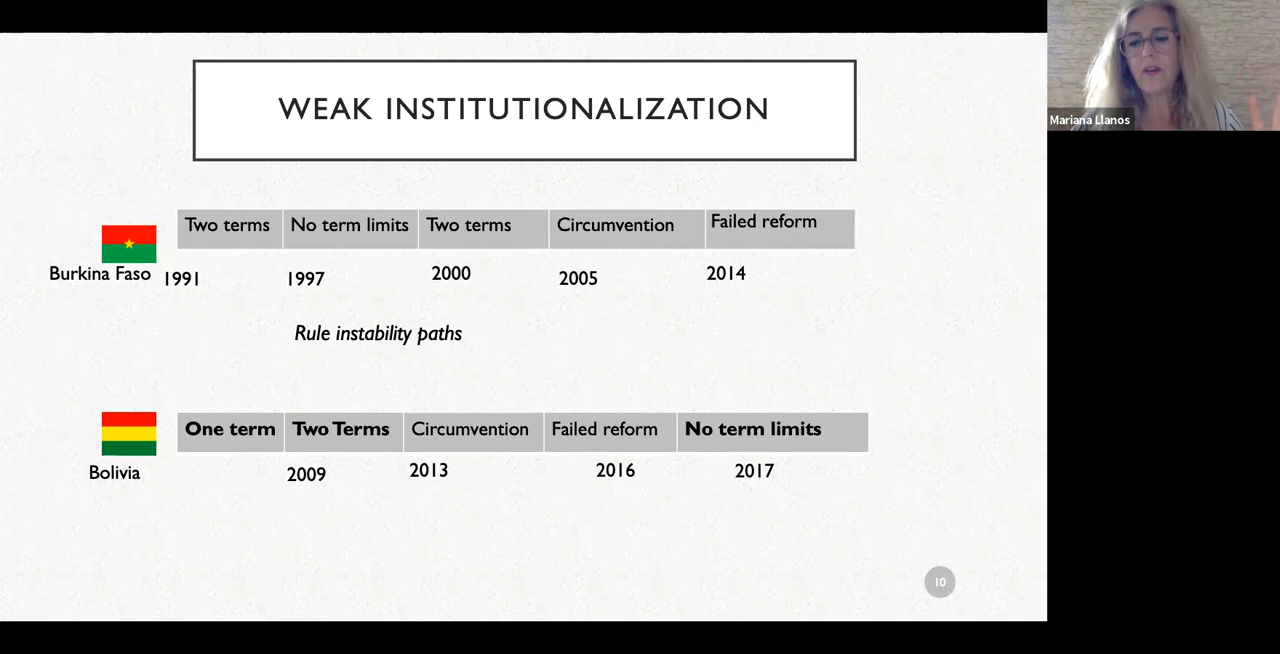 WEAK INSTITUTIONALIZATION
Mariana Llanos
Two terms No term limits Two terms Circumvention Failed reform
Burkina Faso 1991 1997 2000 2005 2014
Rule instability paths
One term Two Terms Circumvention Failed reform No term limits
Bolivia 2009 2013 2016 2017
10